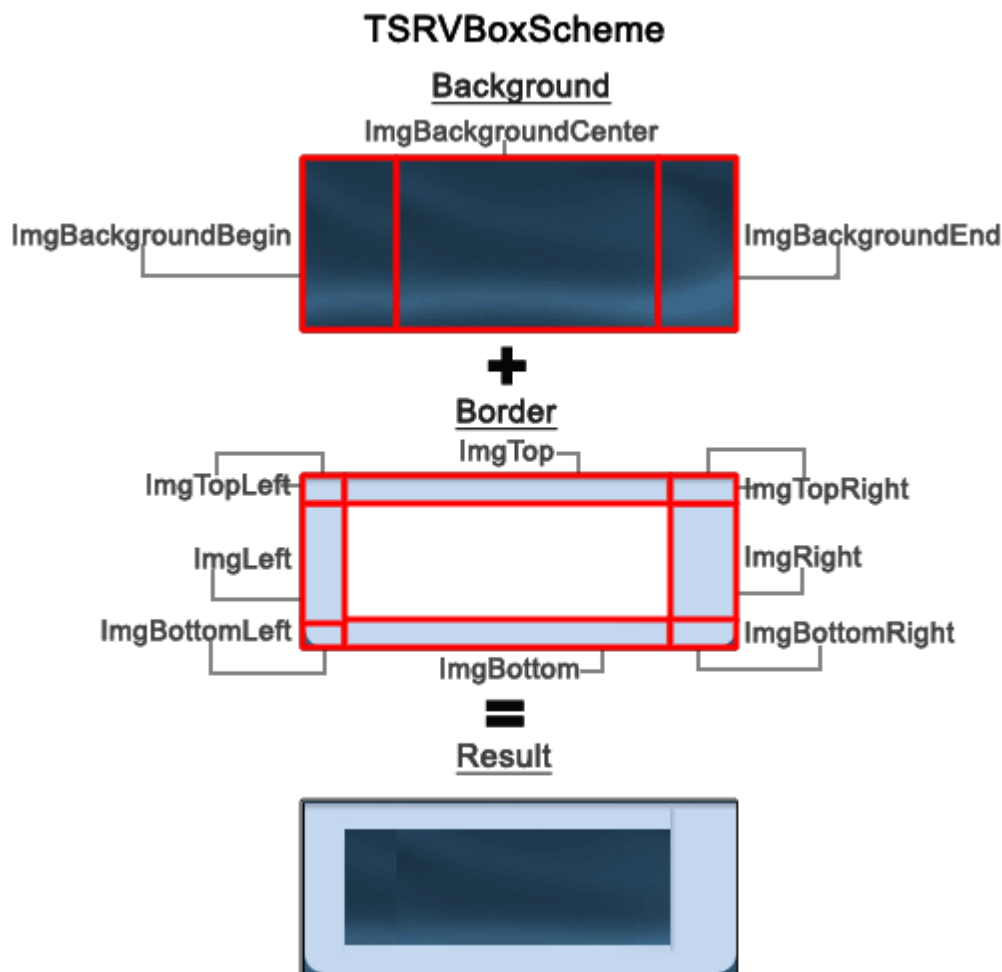 TSRVBoxScheme
Background
ImgBackgroundCenter
ImgBackgroundBegin
ImgBackgroundEnd
+
Border
ImgTop
ImgTopLeft
ImgTopRight
ImgLeft
ImgRight
ImgBottomLeft
ImgBottomRight
ImgBottom
=
Result